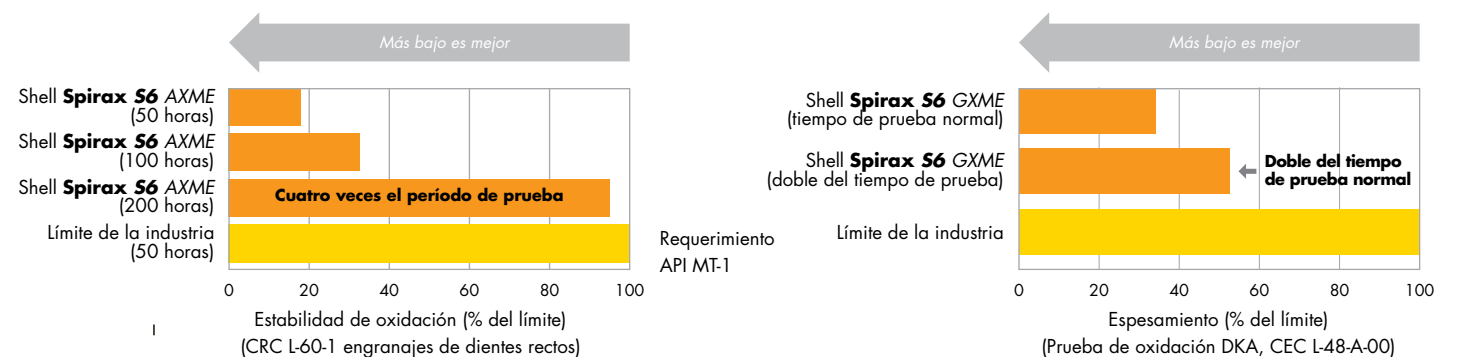 Más bajo es mejor
Shell Spirax S6 AXME
(50 horas)
Shell Spirax S6 AXME
(100 horas)
Shell Spirax S6 AXME
(200 horas)
Cuatro veces el período de prueba
Límite de la industria
(50 horas)
Requerimiento
API MT-1
0 20 40 60 80 100
Estabilidad de oxidación (% del límite)
(CRC L-60-1 engranajes de dientes rectos)
Más bajo es mejor
Shell Spirax S6 GXME
(tiempo de prueba normal)
Shell Spirax S6 GXME
(doble del tiempo de prueba)
Doble del tiempo
de prueba normal
Límite de la industria
0 20 40 60 80 100
Espesamiento (% del límite)
(Prueba de oxidación DKA, CEC L-48-A-00)